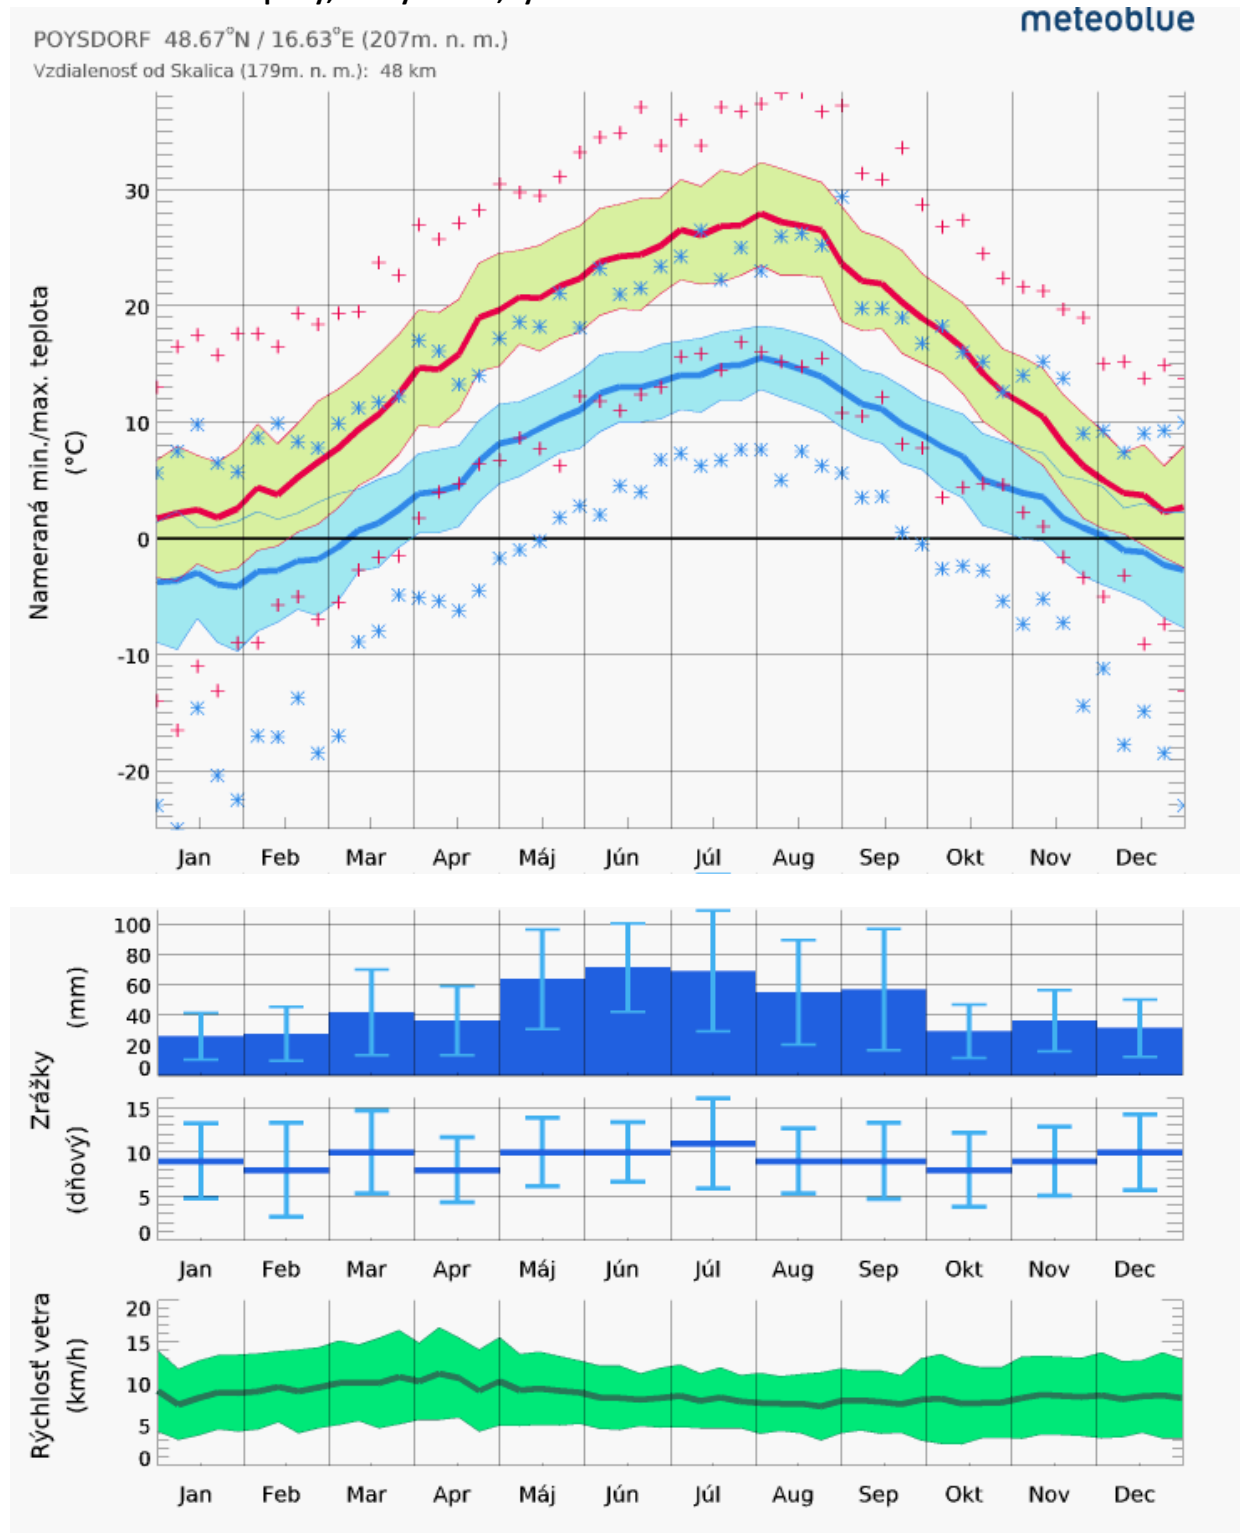 meteoblue
POYSDORF 48.67°N / 16.63°E (207m. n. m.)
Vzdialenosť od Skalica (179m. n. m.): 48 km
Nameraná min./max. teplota
(°C)
30
20
10
0
-10
-20
Jan Feb Mar Apr Máj Jún Júl Aug Sep Okt Nov Dec
Zrážky
(mm)
100
80
60
40
20
0
(dňový)
15
10
5
0
Jan Feb Mar Apr Máj Jún Júl Aug Sep Okt Nov Dec
Rýchlosť vetra
(km/h)
20
15
10
5
0
Jan Feb Mar Apr Máj Jún Júl Aug Sep Okt Nov Dec